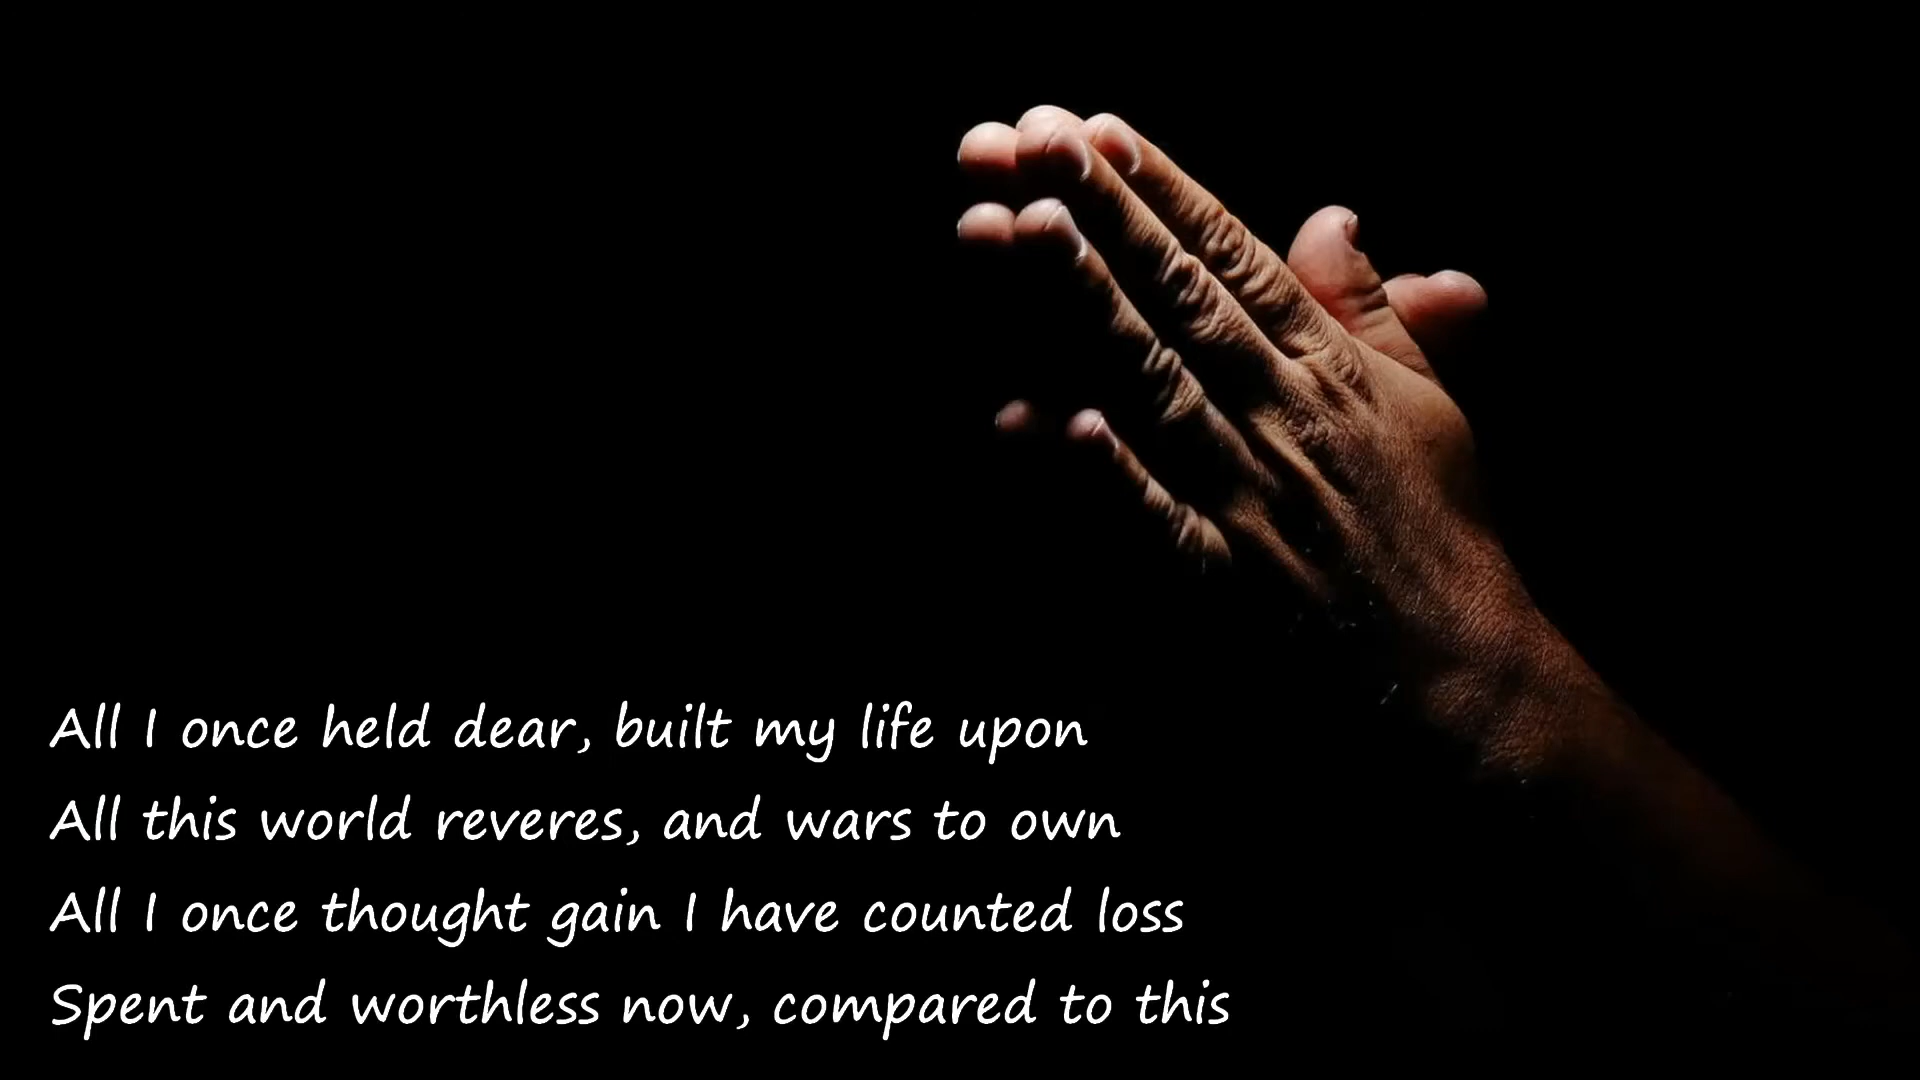 All I once held dear, built my life upon
All this world reveres, and wars to own
All I once thought gain I have counted loss
Spent and worthless now, compared to this